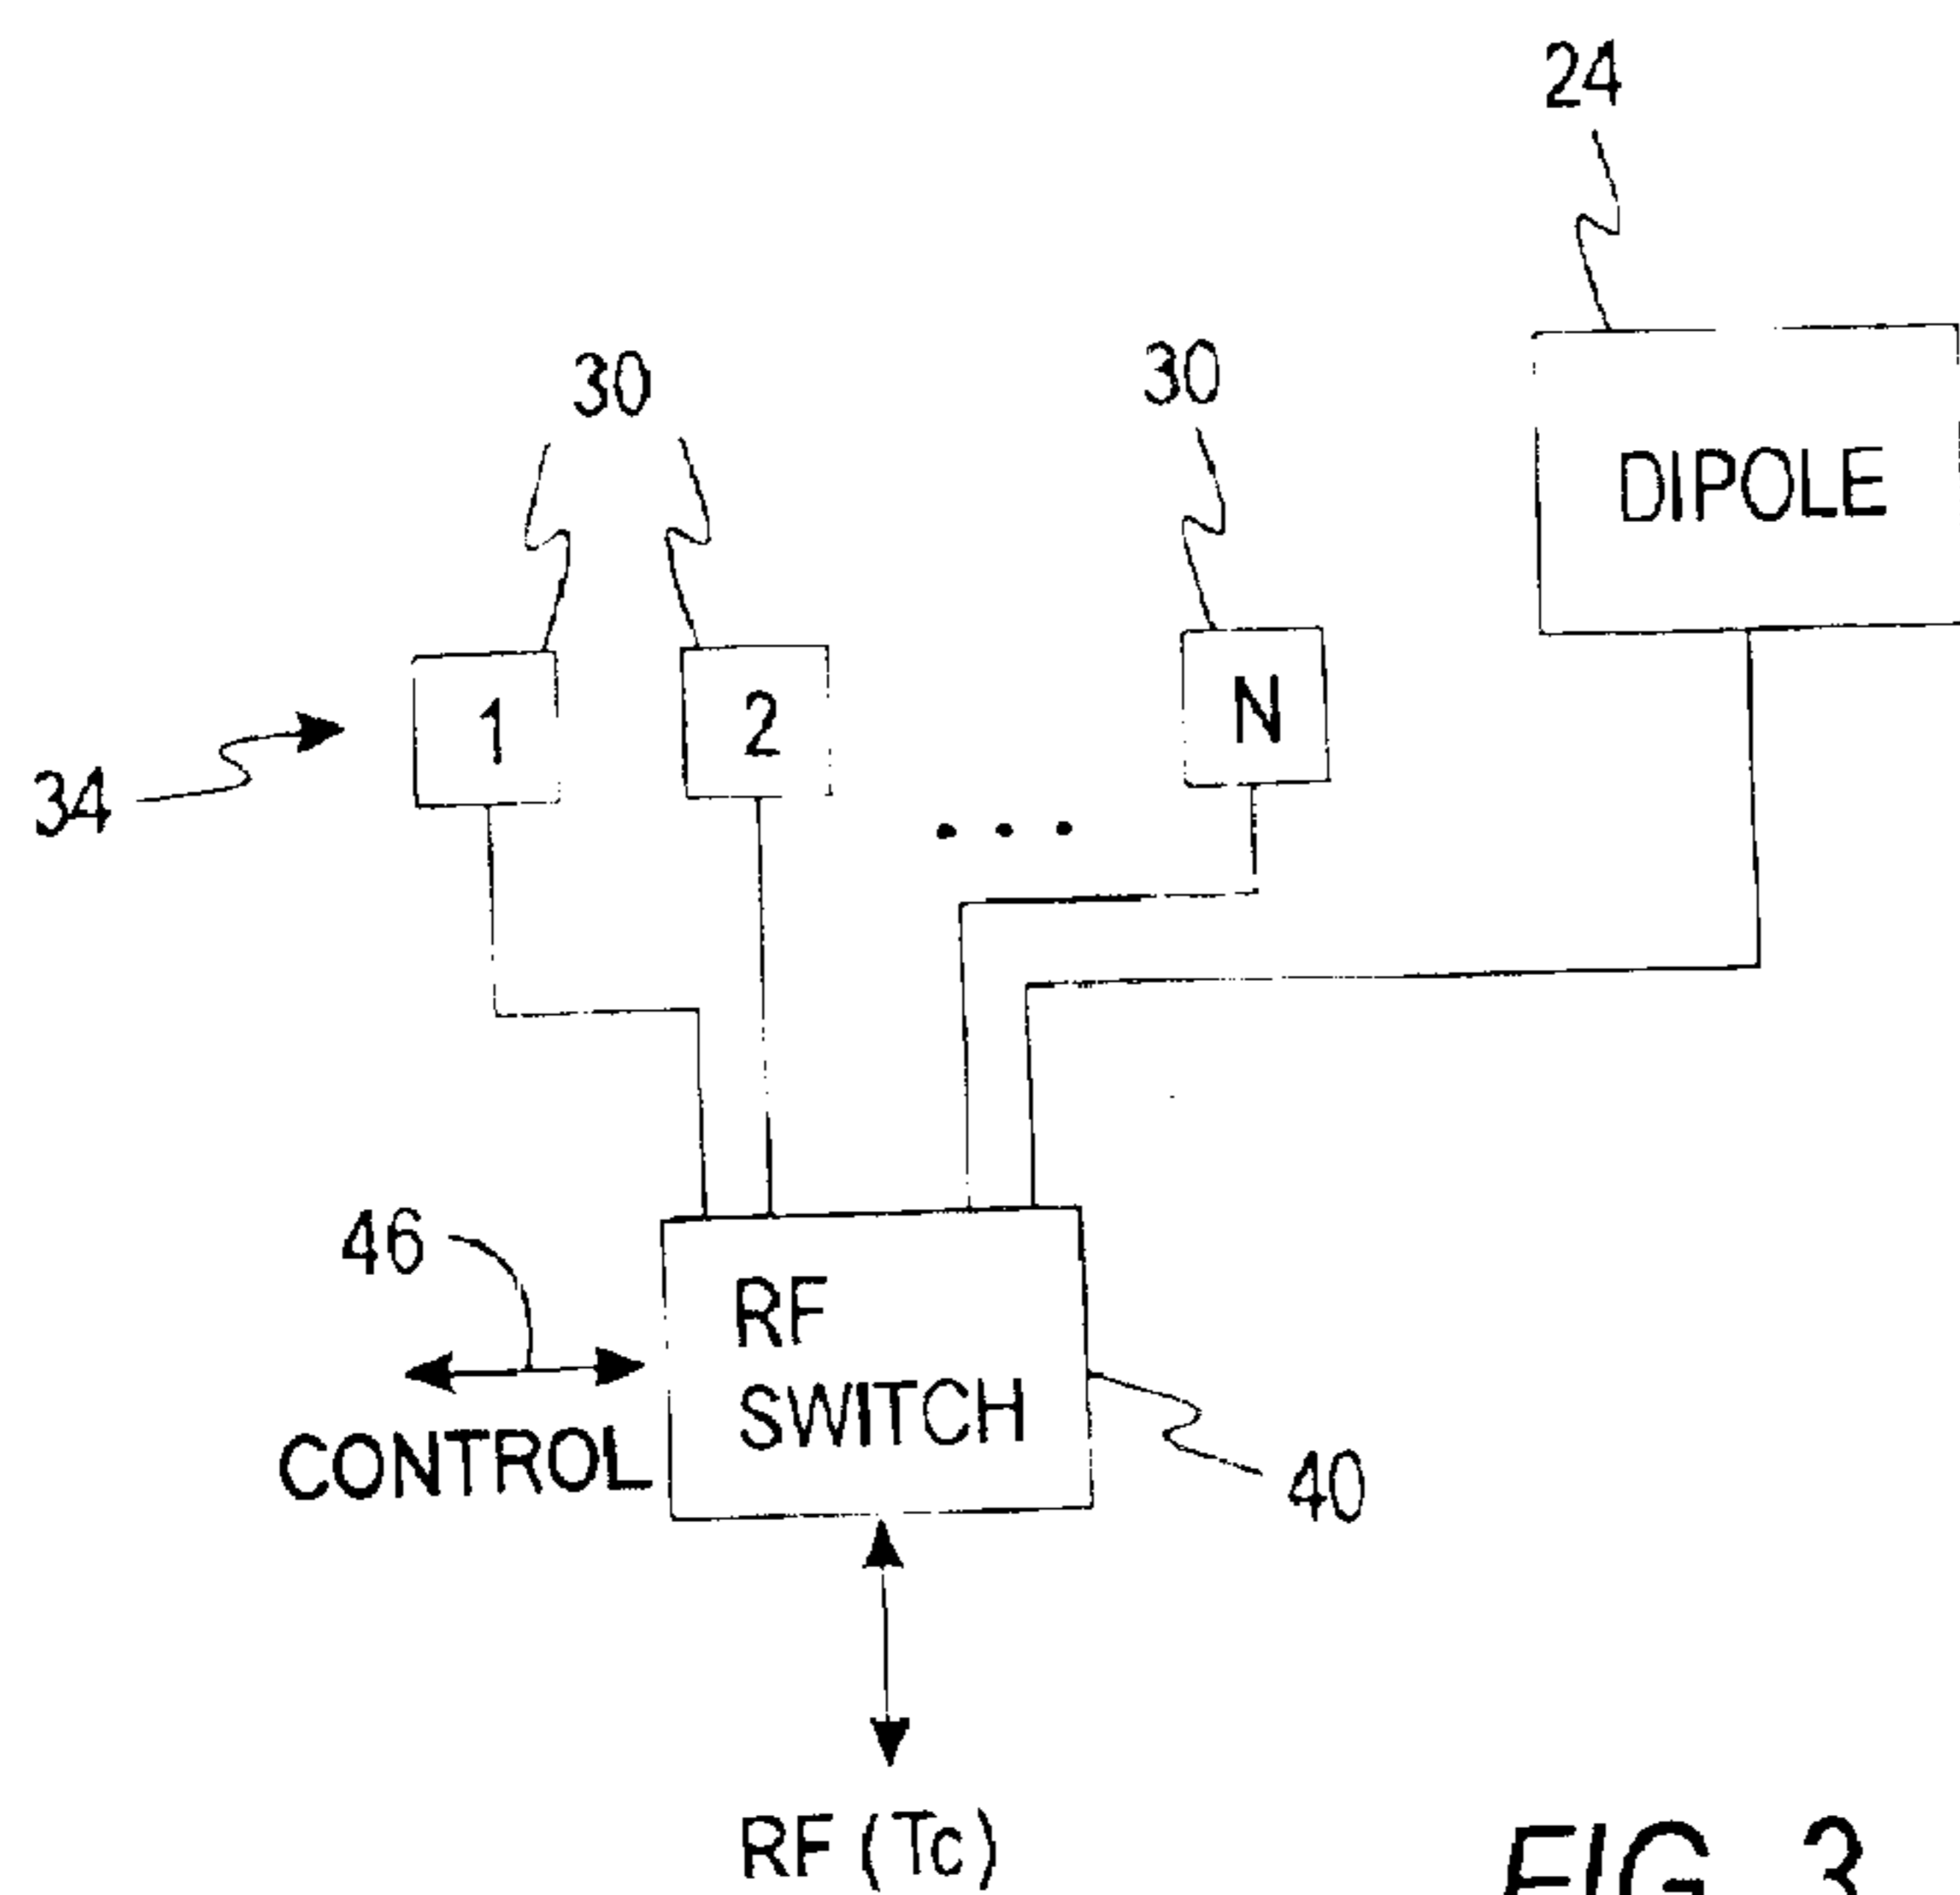 24
30
30
DIPOLE
1
2
N
34
• • •
46
RF
SWITCH
CONTROL
40
RF (Tc)
FIG. 3